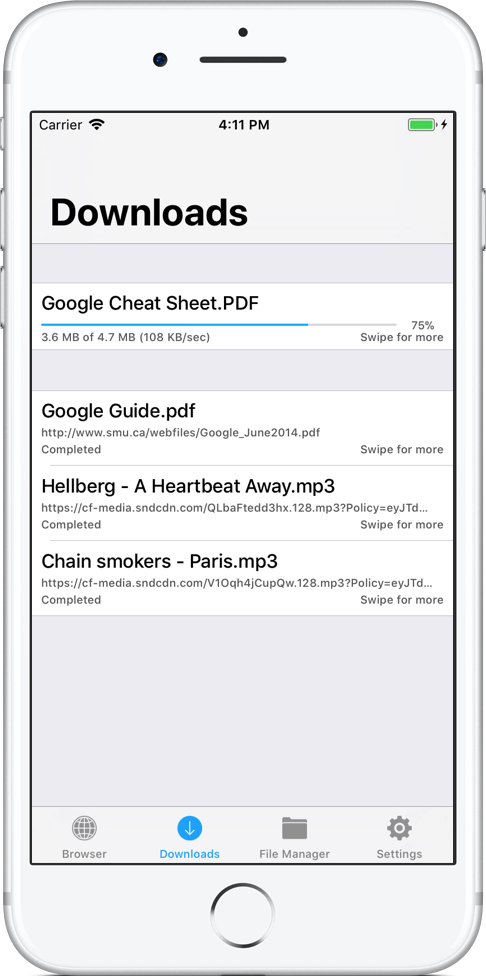 Carrier 4:11 PM
Downloads
Google Cheat Sheet.PDF
75%
3.6 MB of 4.7 MB (108 KB/sec) Swipe for more
Google Guide.pdf
http://www.smu.ca/webfiles/Google_June2014.pdf
Completed Swipe for more
Hellberg - A Heartbeat Away.mp3
https://cf-media.sndcdn.com/QLbaFtedd3hx.128.mp3?Policy=eyJTd...
Completed Swipe for more
Chain smokers - Paris.mp3
https://cf-media.sndcdn.com/V1Oqh4jCupQw.128.mp3?Policy=eyJTd...
Completed Swipe for more
Browser Downloads File Manager Settings